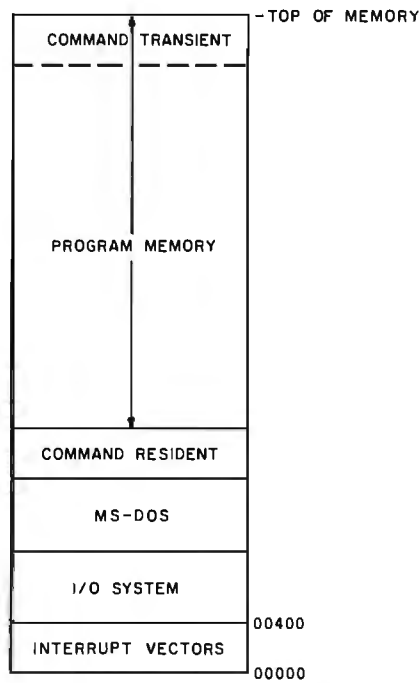 -TOP OF MEMORY
COMMAND TRANSIENT
PROGRAM MEMORY
COMMAND RESIDENT
MS-DOS
I/O SYSTEM
00400
INTERRUPT VECTORS
00000